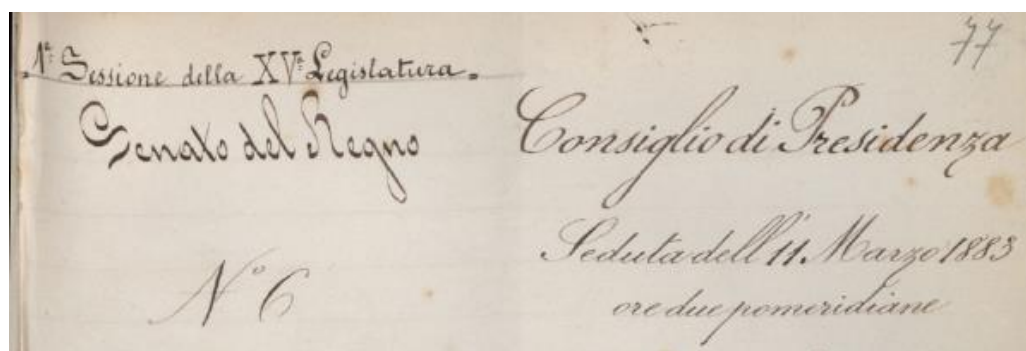 77
1ª Sessione della XVª Legislatura.
Senato del Regno
Nº 6
Consiglio di Presidenza
Seduta dell'11. Marzo 1883
ore due pomeridiane